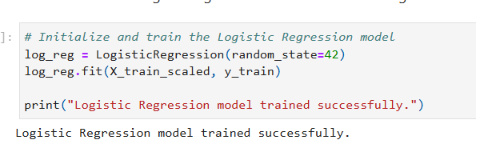 ]: # Initialize and train the Logistic Regression model
log_reg = LogisticRegression(random_state=42)
log_reg.fit(X_train_scaled, y_train)
print("Logistic Regression model trained successfully.")
Logistic Regression model trained successfully.